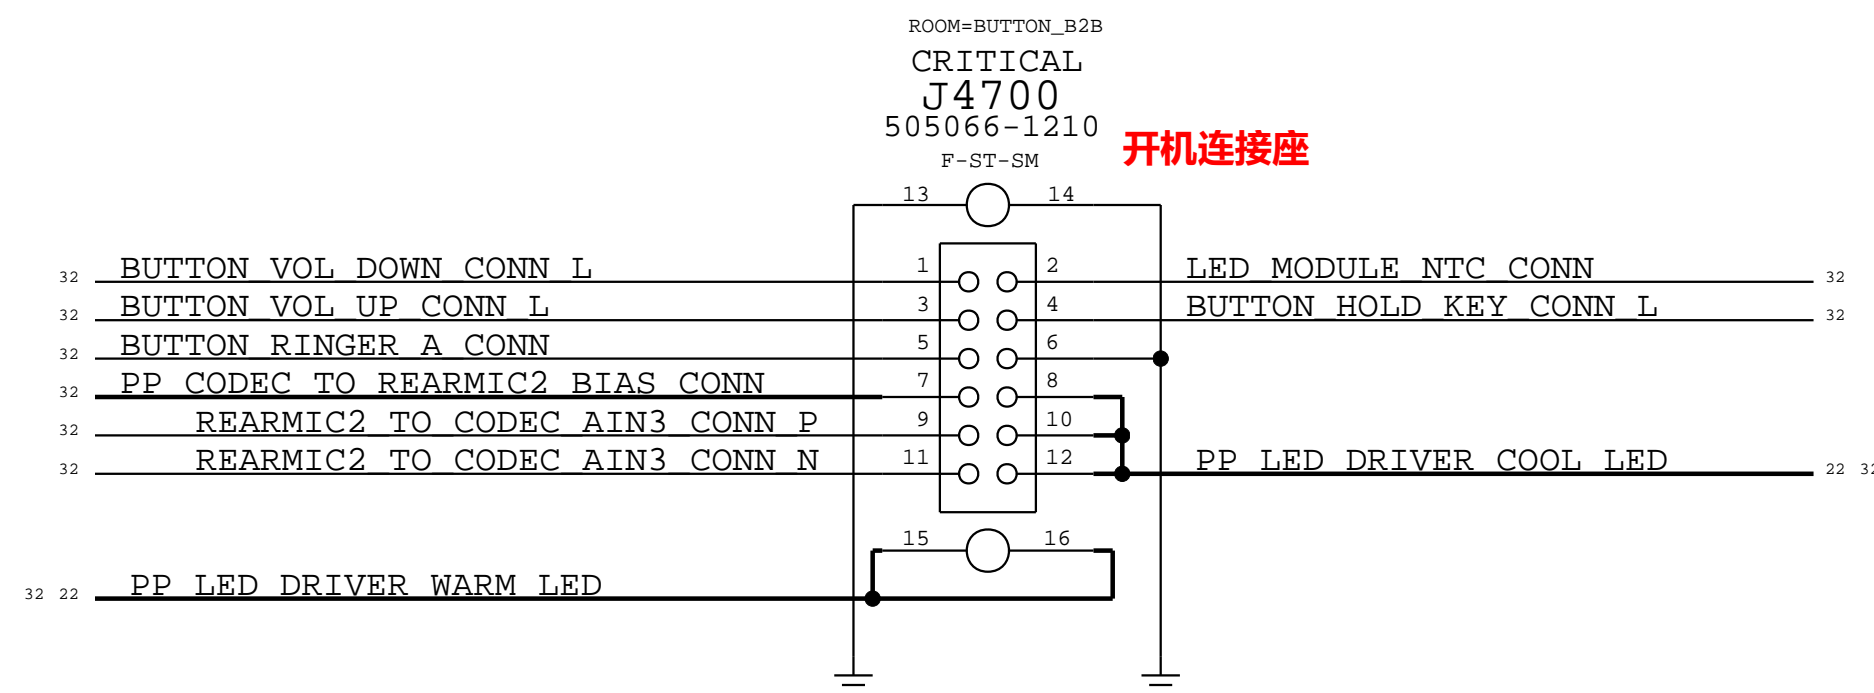 ROOM=BUTTON_B2B
CRITICAL
J4700
505066-1210
开机连接座
F-ST-SM
13 14
32 BUTTON_VOL_DOWN_CONN_L 1 2 LED_MODULE_NTC_CONN 32
32 BUTTON_VOL_UP_CONN_L 3 4 BUTTON_HOLD_KEY_CONN_L 32
32 BUTTON_RINGER_A_CONN 5 6
32 PP_CODEC_TO_REARMIC2_BIAS_CONN 7 8
32 REARMIC2_TO_CODEC_AIN3_CONN_P 9 10
32 REARMIC2_TO_CODEC_AIN3_CONN_N 11 12 PP_LED_DRIVER_COOL_LED 22 32
15 16
32 22 PP_LED_DRIVER_WARM_LED